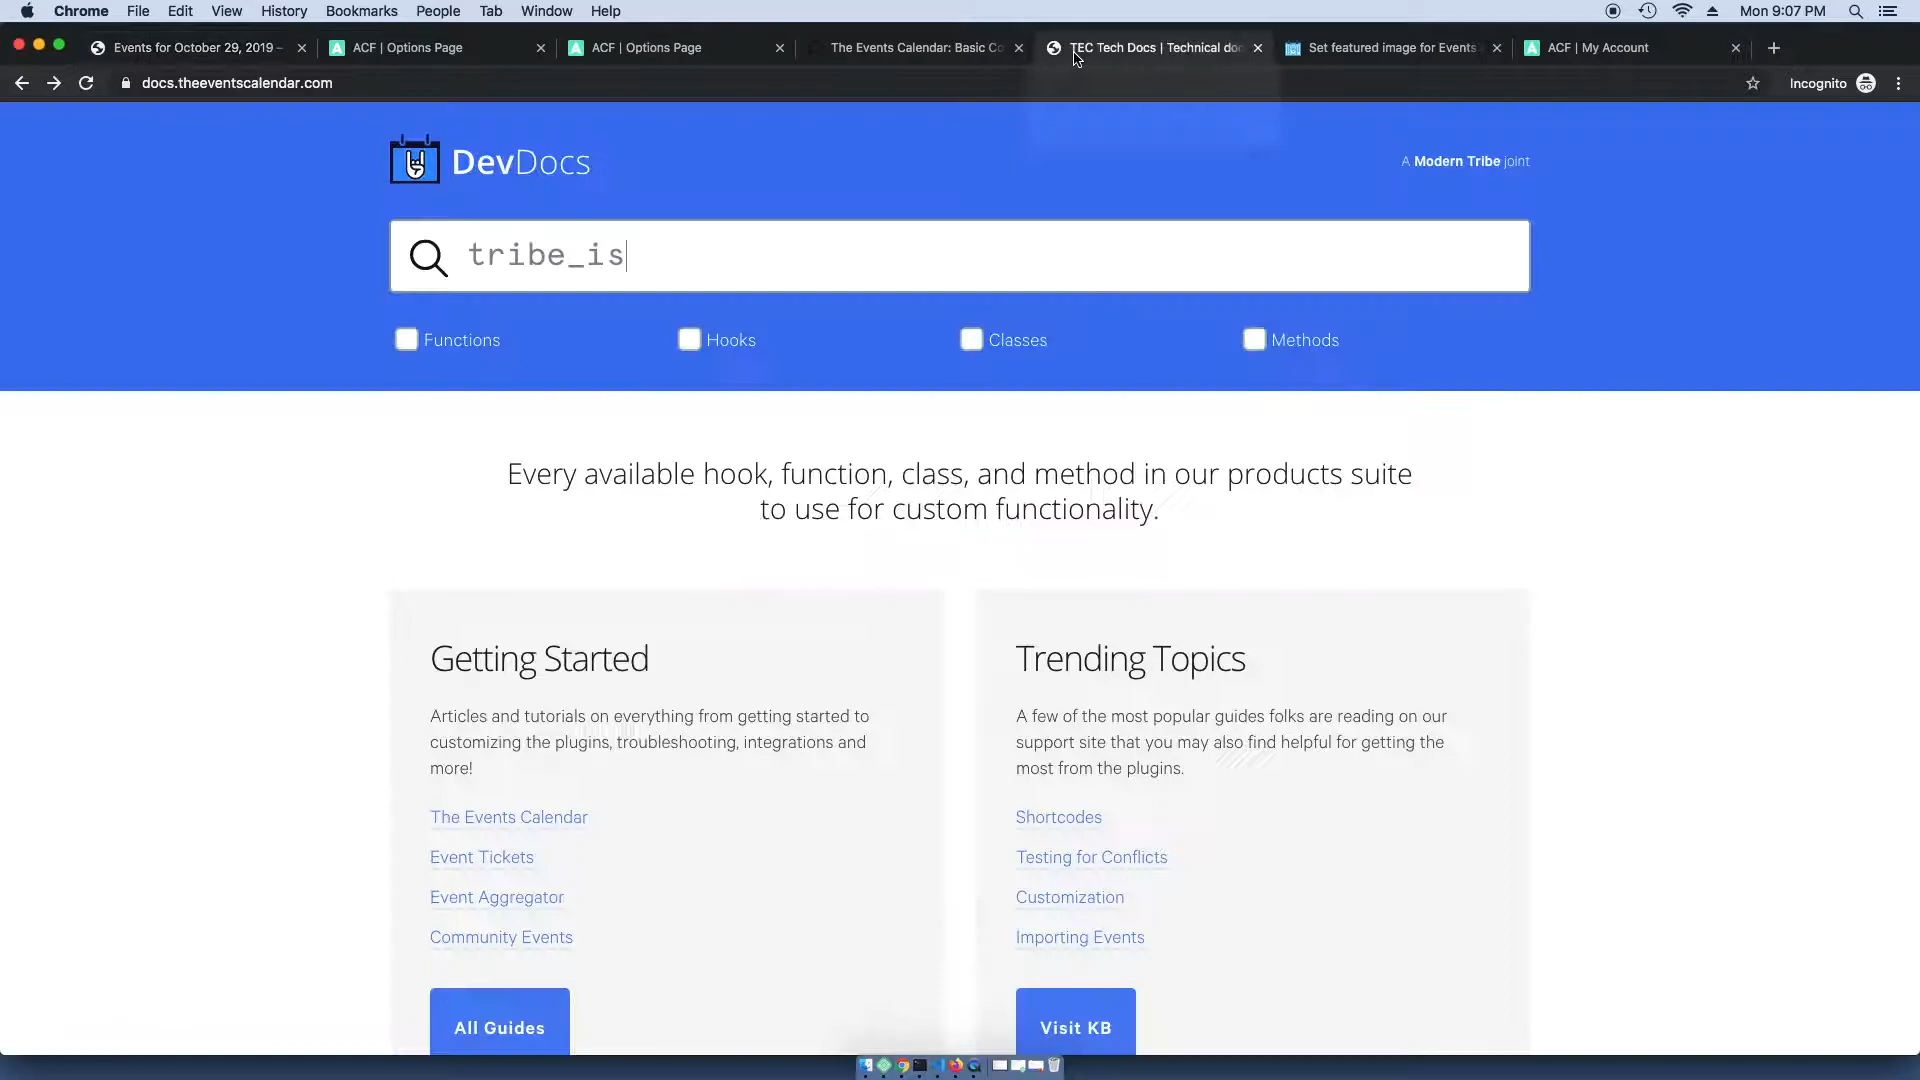 Chrome File Edit View History Bookmarks People Tab Window Help Mon 9:07 PM
Events for October 29, 2019 – ACF | Options Page ACF | Options Page The Events Calendar: Basic Co TEC Tech Docs | Technical doc Set featured image for Events ACF | My Account
docs.theeventscalendar.com Incognito
DevDocs
A Modern Tribe joint
tribe_is
Functions Hooks Classes Methods
Every available hook, function, class, and method in our products suite
to use for custom functionality.
Getting Started
Articles and tutorials on everything from getting started to
customizing the plugins, troubleshooting, integrations and
more!
The Events Calendar
Event Tickets
Event Aggregator
Community Events
All Guides
Trending Topics
A few of the most popular guides folks are reading on our
support site that you may also find helpful for getting the
most from the plugins.
Shortcodes
Testing for Conflicts
Customization
Importing Events
Visit KB